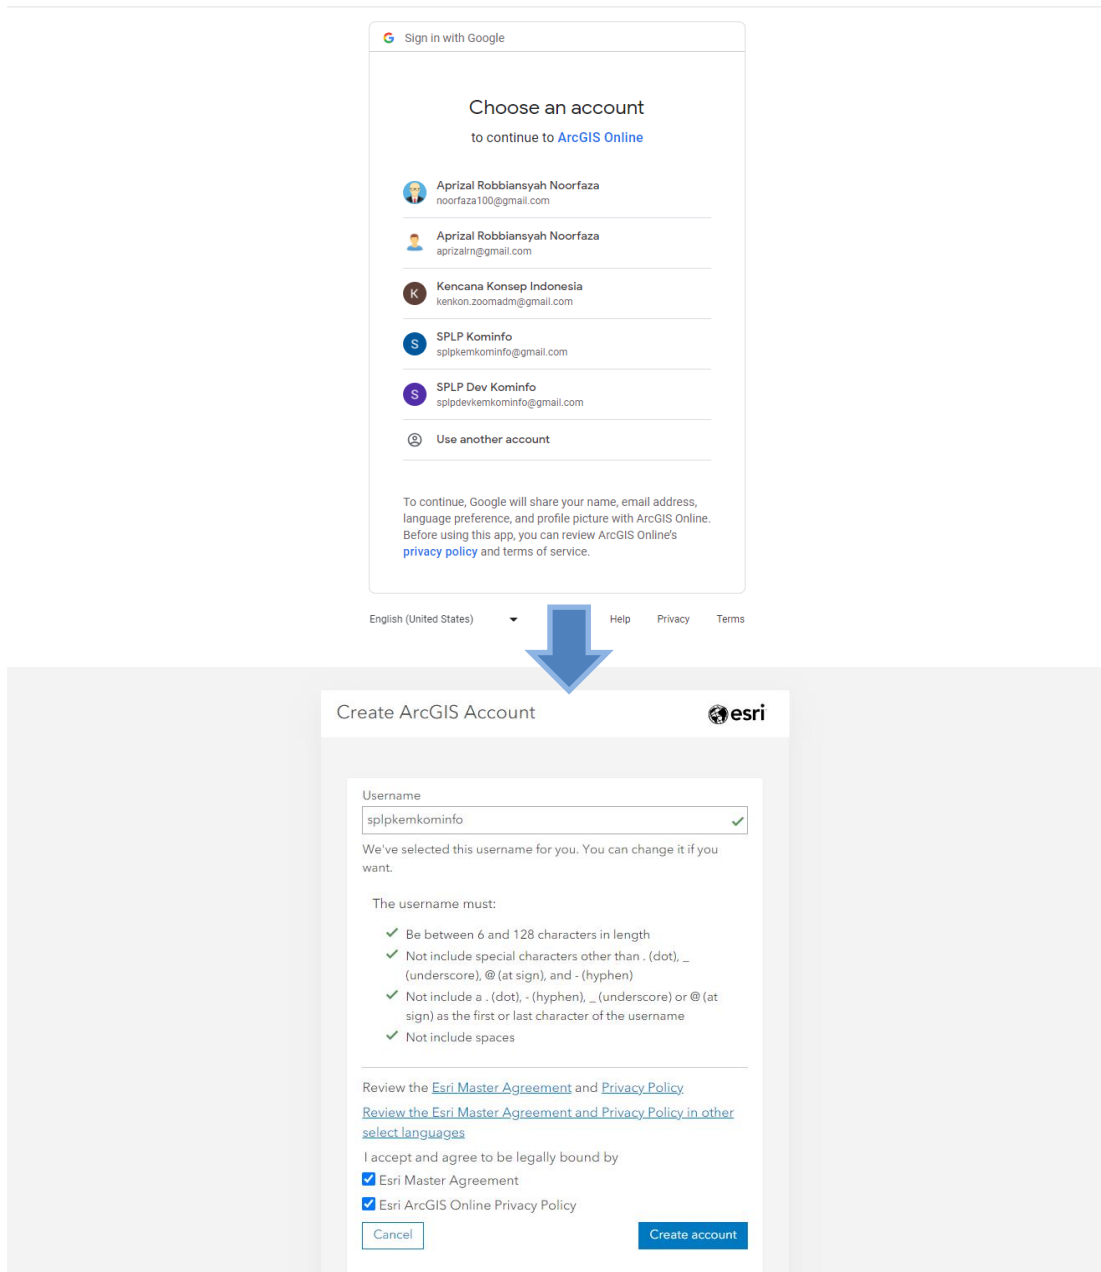 Sign in with Google
Choose an account
to continue to ArcGIS Online
Aprizal Robbiansyah Noorfaza
noorfaza100@gmail.com
Aprizal Robbiansyah Noorfaza
aprizalrn@gmail.com
K
Kencana Konsep Indonesia
kenkon.zoomadm@gmail.com
S
SPLP Kominfo
splpkemkominfo@gmail.com
S
SPLP Dev Kominfo
splpdevkemkominfo@gmail.com
Use another account
To continue, Google will share your name, email address,
language preference, and profile picture with ArcGIS Online.
Before using this app, you can review ArcGIS Online's
privacy policy and terms of service.
English (United States) Help Privacy Terms
Create ArcGIS Account
esri
Username
splpkemkominfo
We've selected this username for you. You can change it if you
want.
The username must:
Be between 6 and 128 characters in length
Not include special characters other than . (dot), _
(underscore), @ (at sign), and - (hyphen)
Not include a . (dot), - (hyphen), _ (underscore) or @ (at
sign) as the first or last character of the username
Not include spaces
Review the Esri Master Agreement and Privacy Policy
Review the Esri Master Agreement and Privacy Policy in other
select languages
I accept and agree to be legally bound by
Esri Master Agreement
Esri ArcGIS Online Privacy Policy
Cancel
Create account